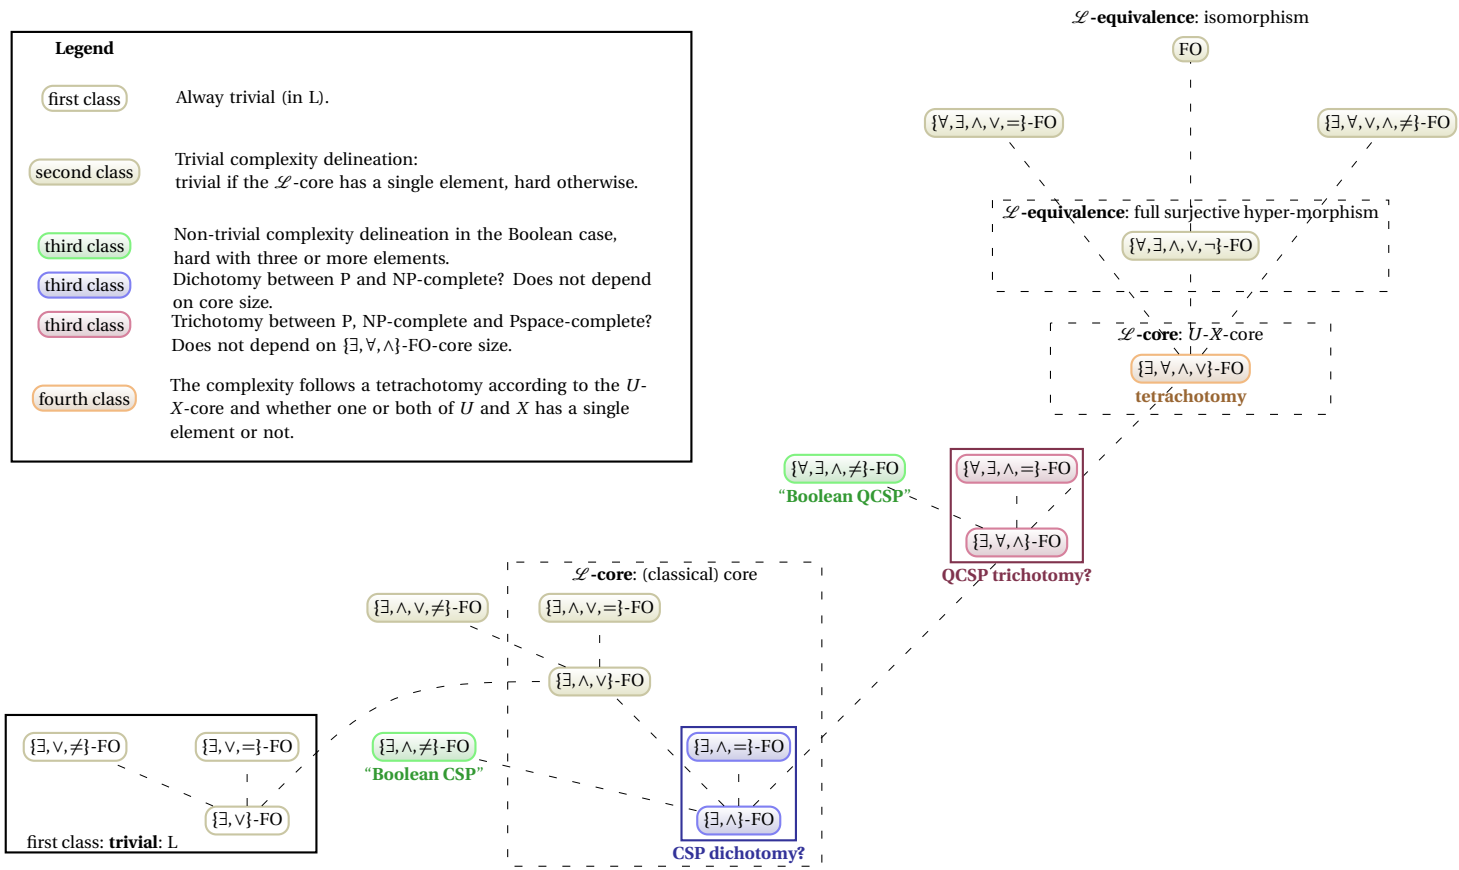 Legend
first class
Alway trivial (in L).
second class
Trivial complexity delineation:
trivial if the ℒ-core has a single element, hard otherwise.
third class
Non-trivial complexity delineation in the Boolean case,
hard with three or more elements.
third class
Dichotomy between P and NP-complete? Does not depend
on core size.
third class
Trichotomy between P, NP-complete and Pspace-complete?
Does not depend on {∃,∀,∧}-FO-core size.
fourth class
The complexity follows a tetrachotomy according to the U-
X-core and whether one or both of U and X has a single
element or not.
ℒ-equivalence: isomorphism
FO
{∀,∃,∧,∨,=}-FO
{∃,∀,∨,∧,≠}-FO
ℒ-equivalence: full surjective hyper-morphism
{∀,∃,∧,∨,¬}-FO
ℒ-core: U-X-core
{∃,∀,∧,∨}-FO
tetrachotomy
{∀,∃,∧,≠}-FO
"Boolean QCSP"
{∀,∃,∧,=}-FO
{∃,∀,∧}-FO
QCSP trichotomy?
ℒ-core: (classical) core
{∃,∧,∨,≠}-FO
{∃,∧,∨,=}-FO
{∃,∧,∨}-FO
{∃,∨,≠}-FO
{∃,∨,=}-FO
{∃,∨}-FO
first class: trivial: L
{∃,∧,≠}-FO
"Boolean CSP"
{∃,∧,=}-FO
{∃,∧}-FO
CSP dichotomy?